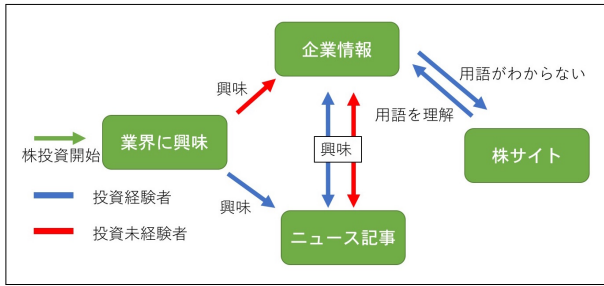 企業情報
用語がわからない
興味
用語を理解
業界に興味
興味
株サイト
株投資開始
投資経験者
興味
投資未経験者
ニュース記事